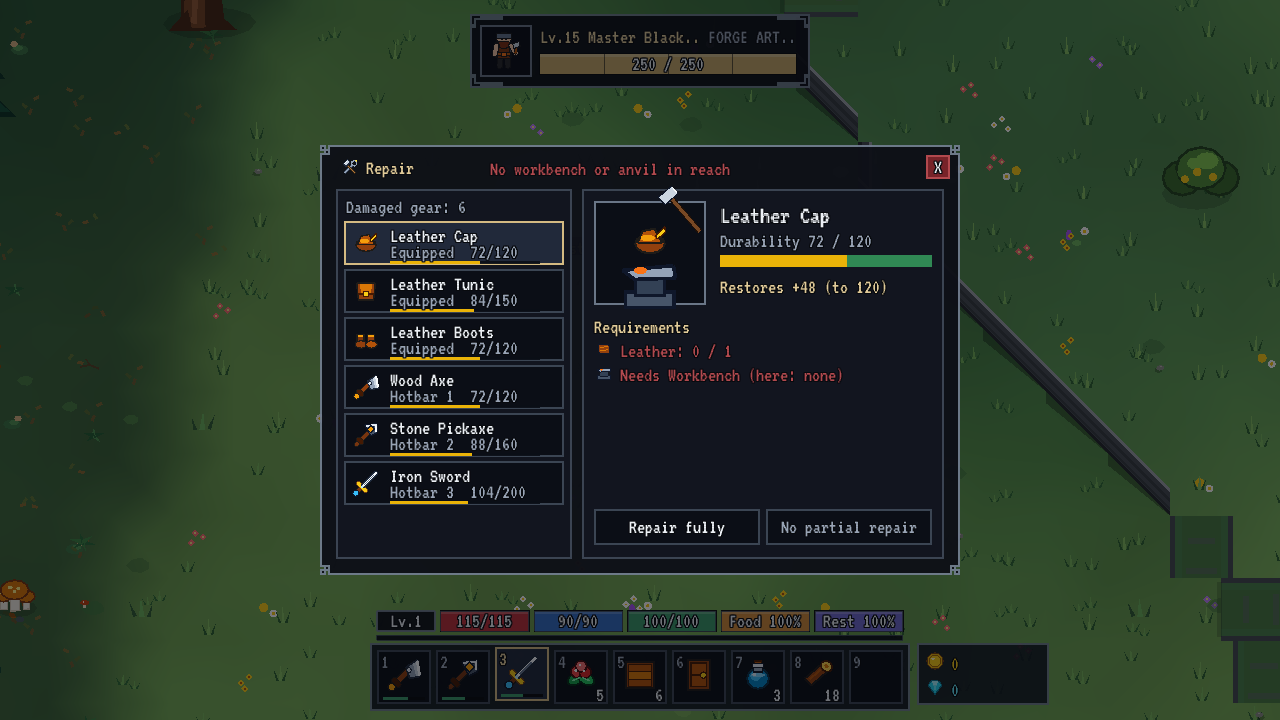 Lv.15 Master Black.. FORGE ART..
250 / 250
Repair
No workbench or anvil in reach
X
Damaged gear: 6
Leather Cap
Equipped 72/120
Leather Tunic
Equipped 84/150
Leather Boots
Equipped 72/120
Wood Axe
Hotbar 1 72/120
Stone Pickaxe
Hotbar 2 88/160
Iron Sword
Hotbar 3 104/200
Leather Cap
Durability 72 / 120
Restores +48 (to 120)
Requirements
Leather: 0 / 1
Needs Workbench (here: none)
Repair fully
No partial repair
Lv.1
115/115
90/90
100/100
Food 100%
Rest 100%
1
2
3
4
5
5
6
6
7
3
8
18
9
0
0